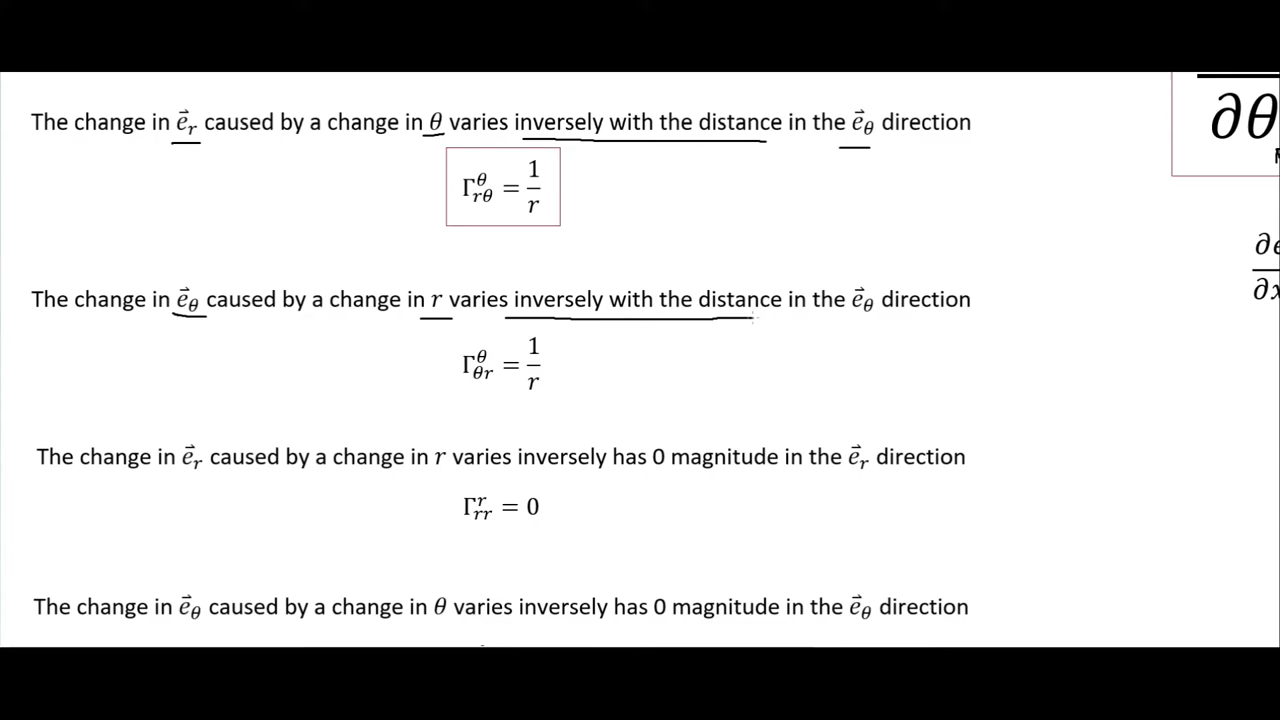 The change in e⃗ᵣ caused by a change in θ varies inversely with the distance in the e⃗_θ direction
Γ^θ_{rθ} = 1/r
The change in e⃗_θ caused by a change in r varies inversely with the distance in the e⃗_θ direction
Γ^θ_{θr} = 1/r
The change in e⃗ᵣ caused by a change in r varies inversely has 0 magnitude in the e⃗ᵣ direction
Γ^r_{rr} = 0
The change in e⃗_θ caused by a change in θ varies inversely has 0 magnitude in the e⃗_θ direction
∂θ